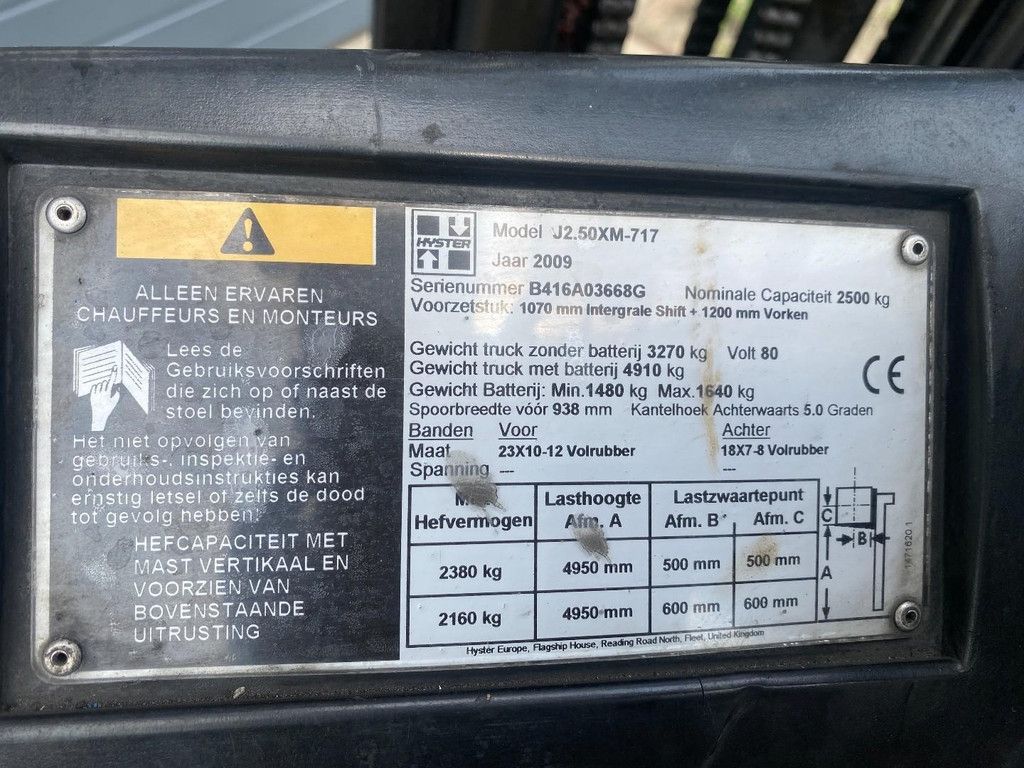 ALLEEN ERVAREN
CHAUFFEURS EN MONTEURS
Lees de
Gebruiksvoorschriften
die zich op of naast de
stoel bevinden.
Het niet opvolgen van
gebruiks-, inspektie- en
onderhoudsinstrukties kan
ernstig letsel of zelfs de dood
tot gevolg hebben.
HEFCAPACITEIT MET
MAST VERTIKAAL EN
VOORZIEN VAN
BOVENSTAANDE
UITRUSTING
HYSTER
Model J2.50XM-717
Jaar 2009
Serienummer B416A03668G Nominale Capaciteit 2500 kg
Voorzetstuk: 1070 mm Intergrale Shift + 1200 mm Vorken
Gewicht truck zonder batterij 3270 kg Volt 80
Gewicht truck met batterij 4910 kg
Gewicht Batterij: Min.1480 kg Max.1640 kg
CE
Spoorbreedte vóór 938 mm Kantelhoek Achterwaarts 5.0 Graden
Banden Voor Achter
Maat 23X10-12 Volrubber 18X7-8 Volrubber
Spanning --- ---
Hefvermogen
Lasthoogte
Afm. A
Lastzwaartepunt
Afm. B Afm. C
2380 kg 4950 mm 500 mm 500 mm
2160 kg 4950 mm 600 mm 600 mm
C
B
A
1471620 1
Hyster Europe, Flagship House, Reading Road North, Fleet, United Kingdom